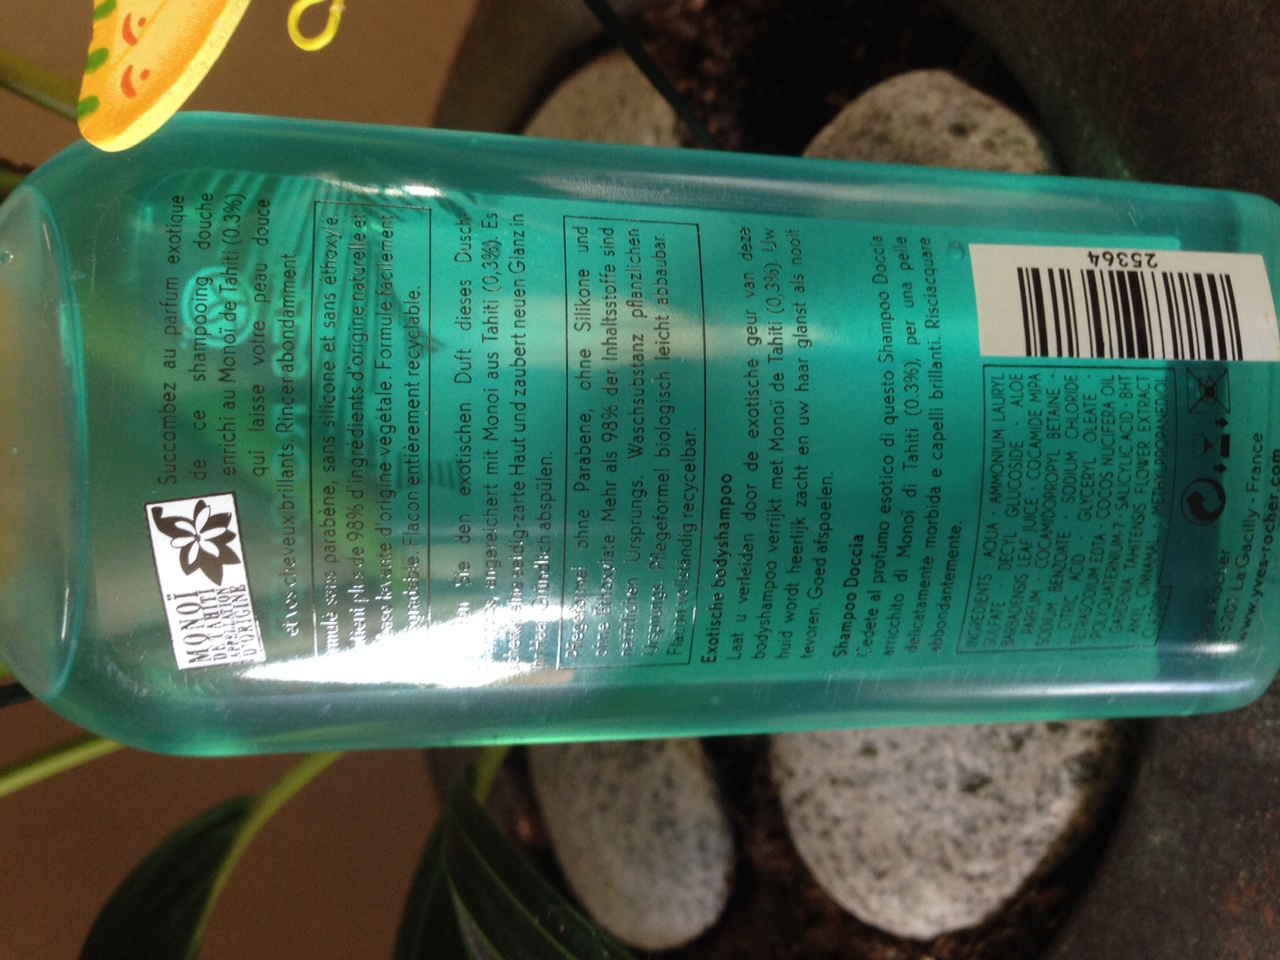 MONOÏ
DE TAHITI
APPELLATION
D'ORIGINE
Succombez au parfum exotique
de ce shampooing douche
enrichi au Monoï de Tahiti (0.3%)
qui laisse votre peau douce
et vos cheveux brillants. Rincer abondamment.
sans parabène, sans silicone et sans éthoxylé.
plus de 98% d'ingrédients d'origine naturelle et
lavante d'origine végétale. Formule facilement
Flacon entièrement recyclable.
Sie den exotischen Duft dieses Dusch-
angereichert mit Monoi aus Tahiti (0,3%). Es
seidig-zarte Haut und zaubert neuen Glanz in
abspülen.
ohne Parabene, ohne Silikone und
ohne Ethoxylate. Mehr als 98% der Inhaltsstoffe sind
natürlichen Ursprungs. Waschsubstanz pflanzlichen
Ursprungs. Pflegeformel biologisch leicht abbaubar.
Flacon vollständig recycelbar.
Exotische bodyshampoo
Laat u verleiden door de exotische geur van deze
bodyshampoo verrijkt met Monoï de Tahiti (0.3%). Uw
huid wordt heerlijk zacht en uw haar glanst als nooit
tevoren. Goed afspoelen.
Shampoo Doccia
Cedete al profumo esotico di questo Shampoo Doccia
arricchito di Monoï di Tahiti (0.3%), per una pelle
delicatamente morbida e capelli brillanti. Risciacquare
abbondantemente.
INGREDIENTS AQUA AMMONIUM LAURYL
SULFATE · DECYL GLUCOSIDE · ALOE
BARBADENSIS LEAF JUICE · COCAMIDE MIPA
PARFUM · COCAMIDOPROPYL BETAINE ·
SODIUM BENZOATE · SODIUM CHLORIDE
CITRIC ACID · GLYCERYL OLEATE ·
TETRASODIUM EDTA COCOS NUCIFERA OIL
POLYQUATERNIUM-7 SALICYLIC ACID BHT
GARDENIA TAHITENSIS FLOWER EXTRACT
AMYL CINNAMAL METHYLPROPANEDIOL
25364
56201 La Gacilly - France
www.yves-rocher.com